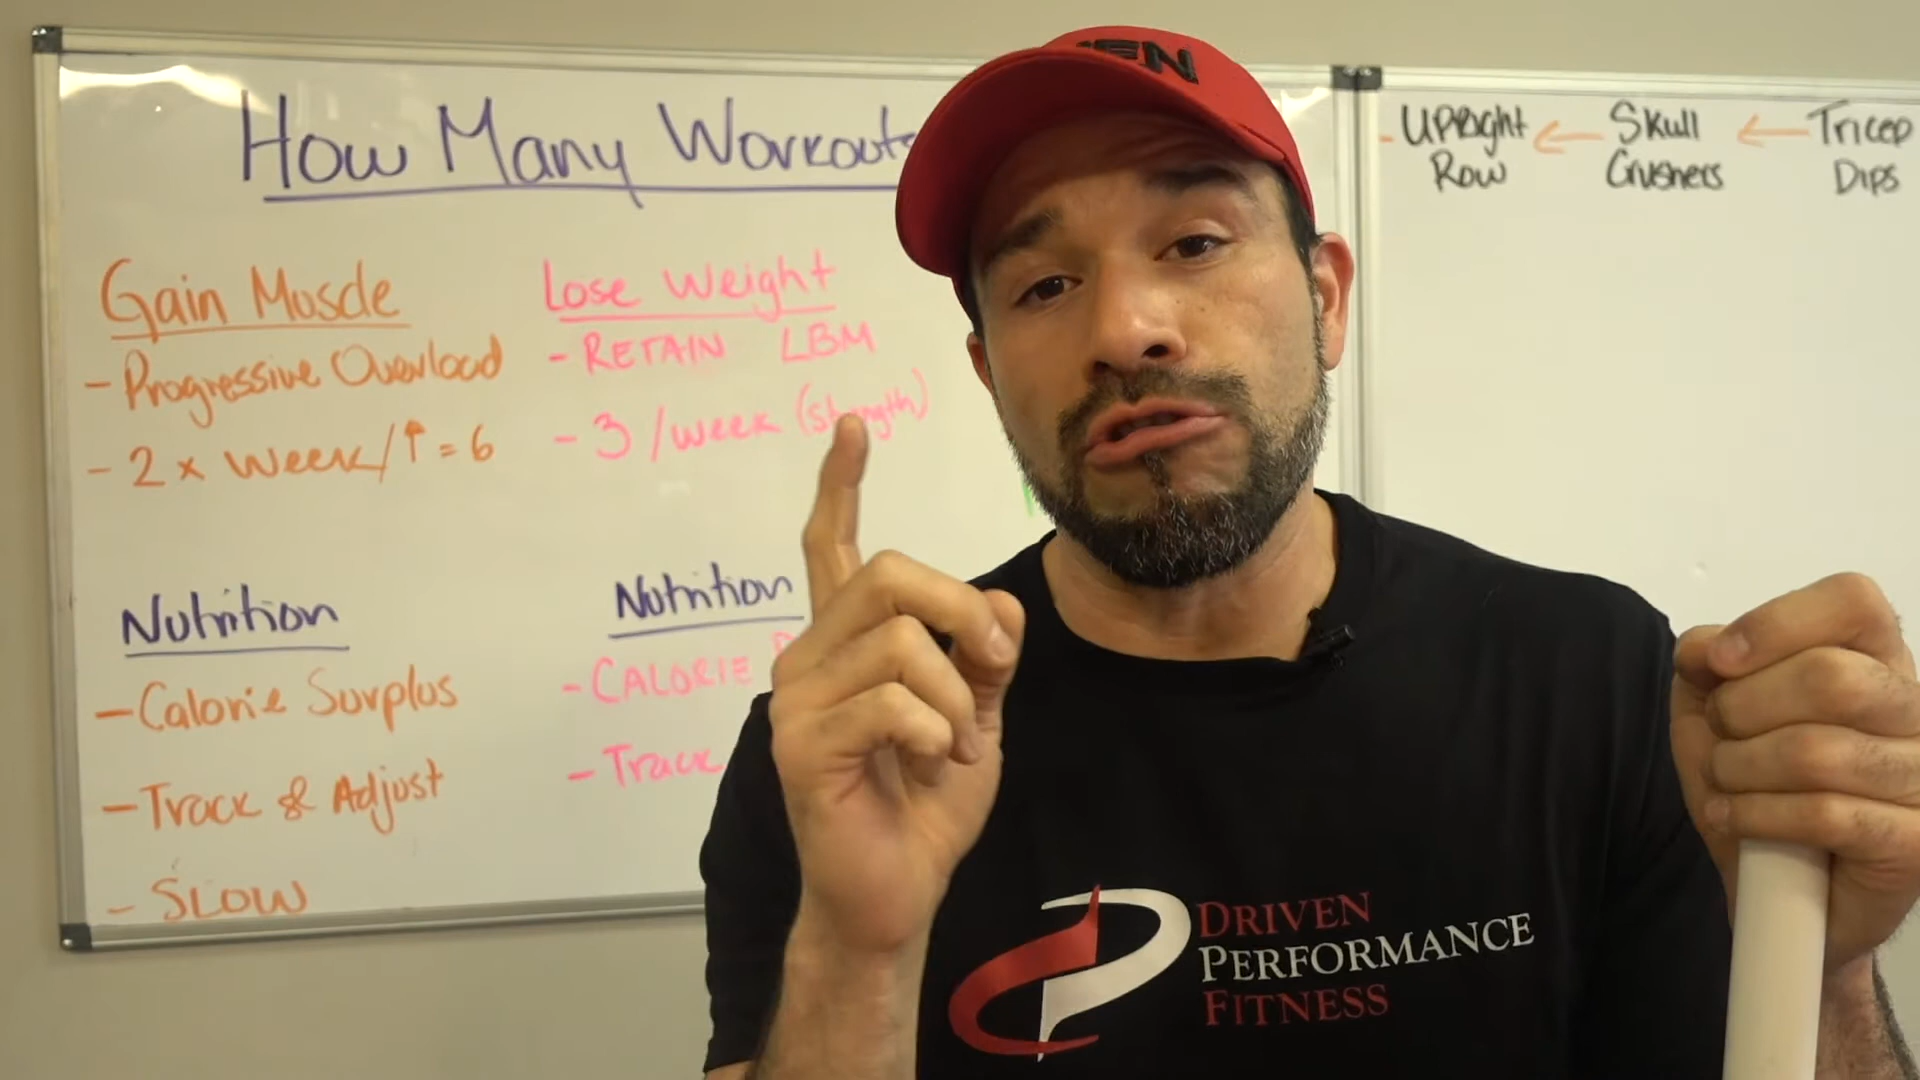 How Many Workouts
Gain Muscle
- Progressive Overload
- 2 x week/↑ = 6
Nutrition
- Calorie Surplus
- Track & Adjust
- SLOW
Lose Weight
- RETAIN LBM
- 3 /week (strength)
Nutrition
- CALORIE
- Track
- UPRight Row ← Skull Crushers ← Tricep Dips
DRIVEN
PERFORMANCE
FITNESS